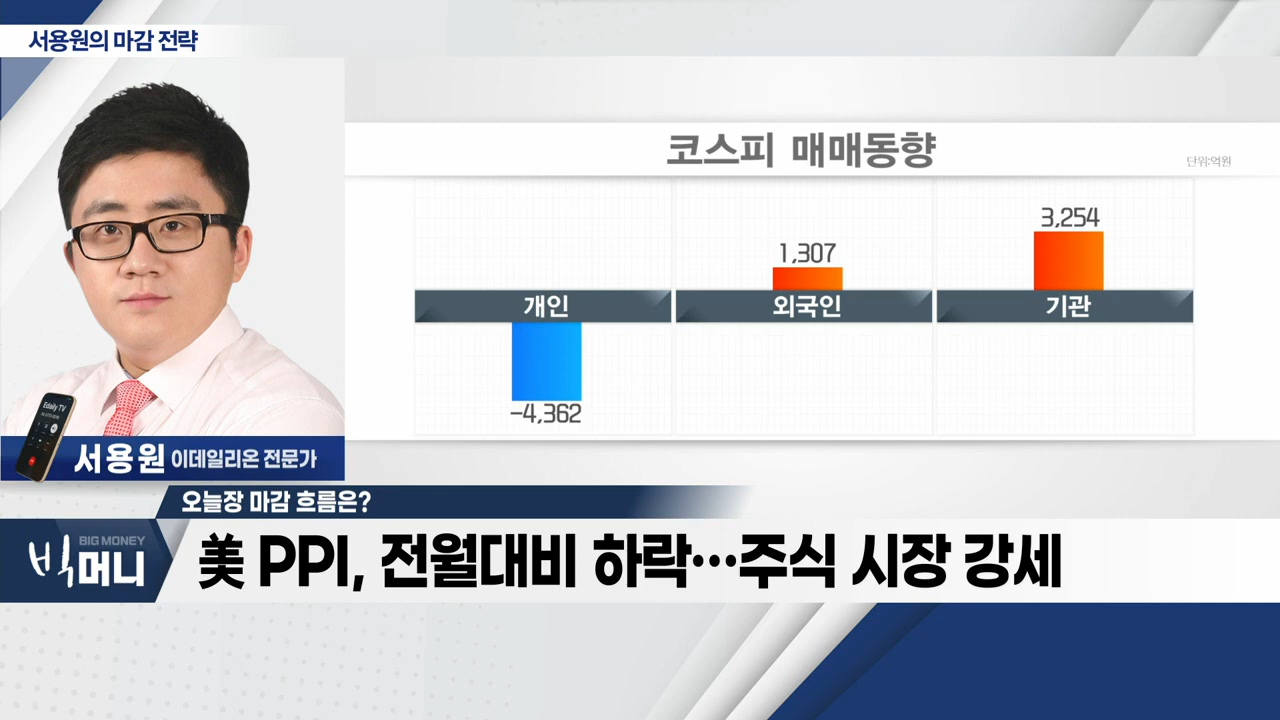 서용원의 마감 전략
코스피 매매동향
단위:억원
3,254
1,307
개인
외국인
기관
-4,362
Edaily TV
서용원 이데일리온 전문가
오늘장 마감 흐름은?
BIG MONEY
빅머니
美 PPI, 전월대비 하락…주식 시장 강세